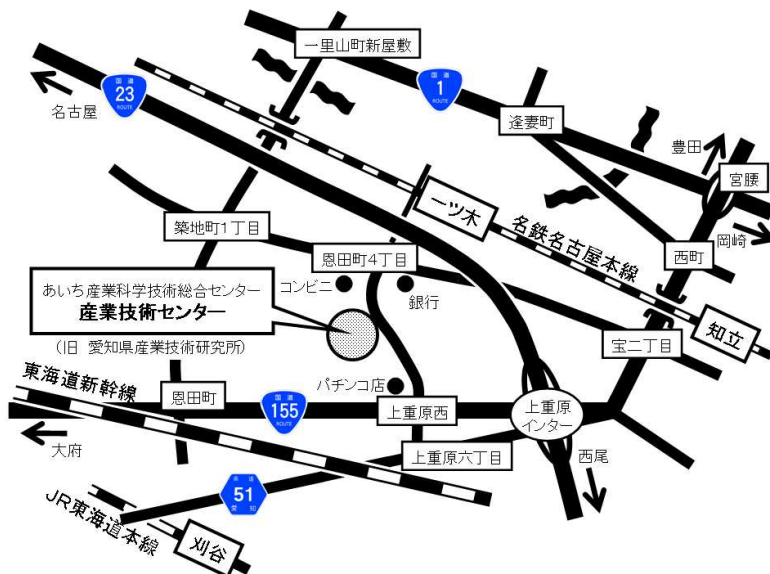 一里山町新屋敷
国道
23
ROUTE
国道
1
ROUTE
名古屋
逢妻町
豊田
宮腰
岡崎
一ツ木
名鉄名古屋本線
西町
築地町1丁目
恩田町4丁目
コンビニ
銀行
あいち産業科学技術総合センター
産業技術センター
(旧 愛知県産業技術研究所)
知立
宝二丁目
東海道新幹線
恩田町
国道
155
ROUTE
パチンコ店
上重原西
上重原
インター
大府
上重原六丁目
西尾
県道
51
愛知
JR東海道本線
刈谷